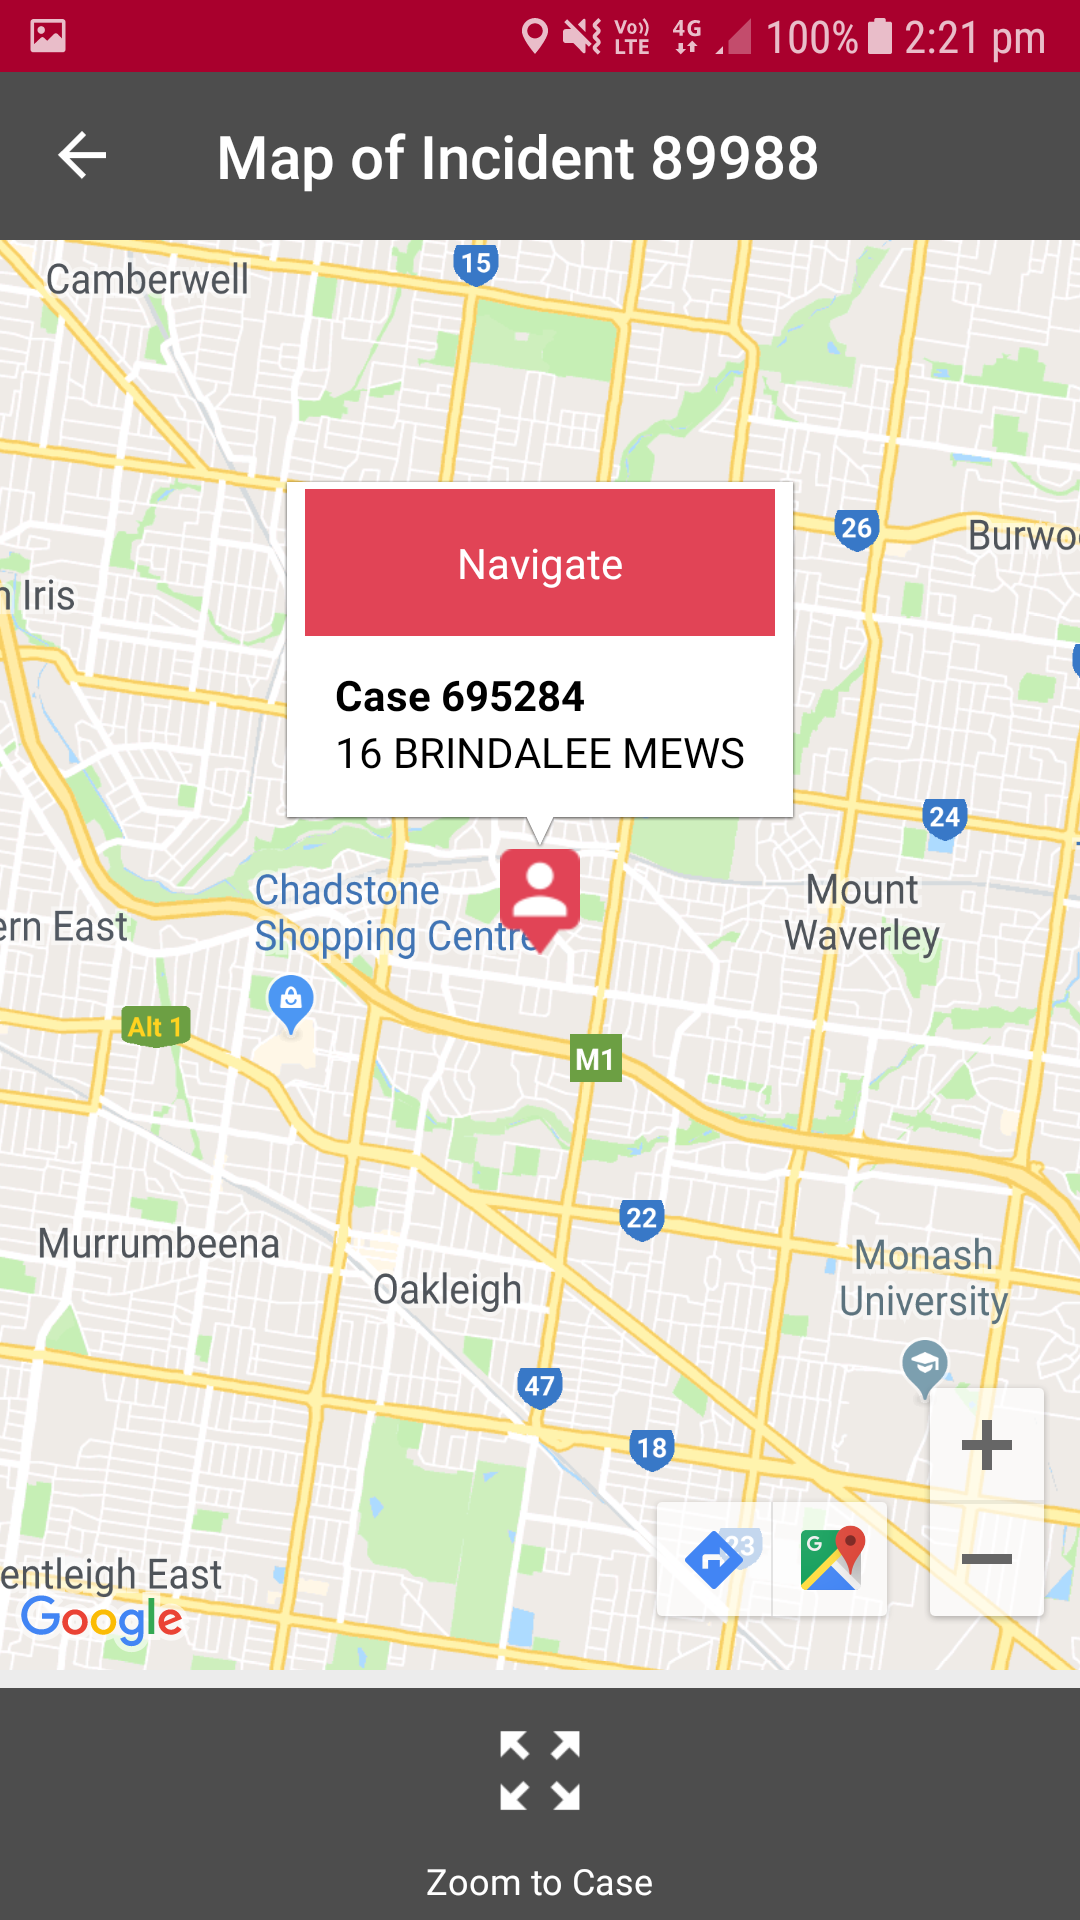 Vo)) LTE 4G 100% 2:21 pm
Map of Incident 89988
Camberwell
15
26
Burwo
n Iris
Navigate
Case 695284
16 BRINDALEE MEWS
24
Chadstone
Shopping Centre
Mount
Waverley
ern East
Alt 1
M1
22
Murrumbeena
Monash
University
Oakleigh
47
18
23
G
entleigh East
Google
Zoom to Case